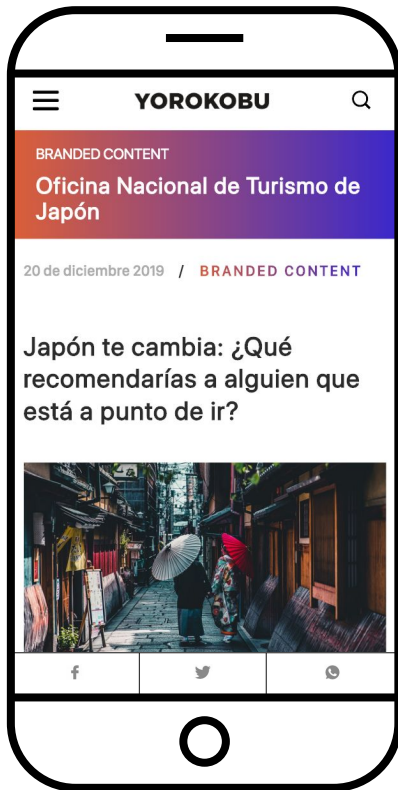 YOROKOBU
BRANDED CONTENT
Oficina Nacional de Turismo de
Japón
20 de diciembre 2019 / BRANDED CONTENT
Japón te cambia: ¿Qué
recomendarías a alguien que
está a punto de ir?